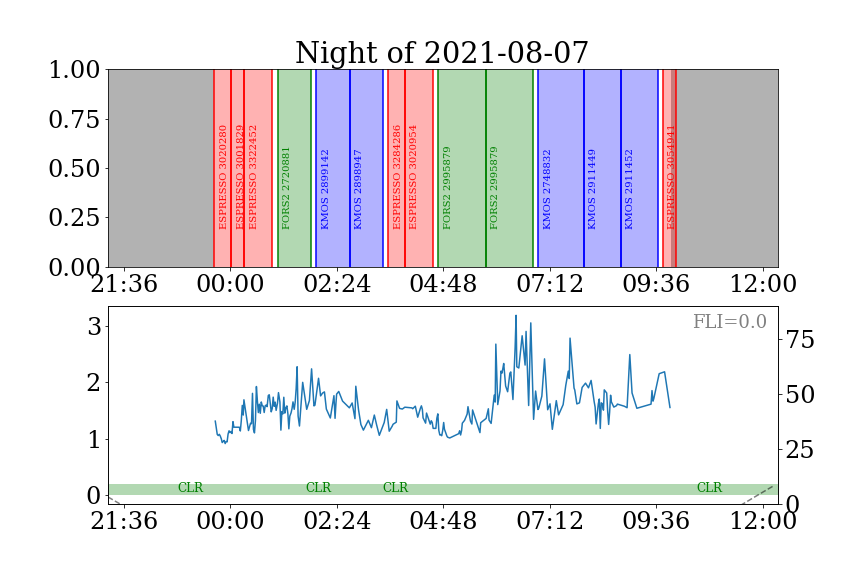 Night of 2021-08-07
1.00
0.75
0.50
0.25
0.00
ESPRESSO 3020280
ESPRESSO 3001829
ESPRESSO 3322452
FORS2 2720881
KMOS 2899142
KMOS 2898947
ESPRESSO 3284286
ESPRESSO 3020954
FORS2 2995879
FORS2 2995879
KMOS 2748832
KMOS 2911449
KMOS 2911452
ESPRESSO 3054941
21:36 00:00 02:24 04:48 07:12 09:36 12:00
FLI=0.0
3
2
1
0
75
50
25
0
CLR CLR CLR CLR
21:36 00:00 02:24 04:48 07:12 09:36 12:00